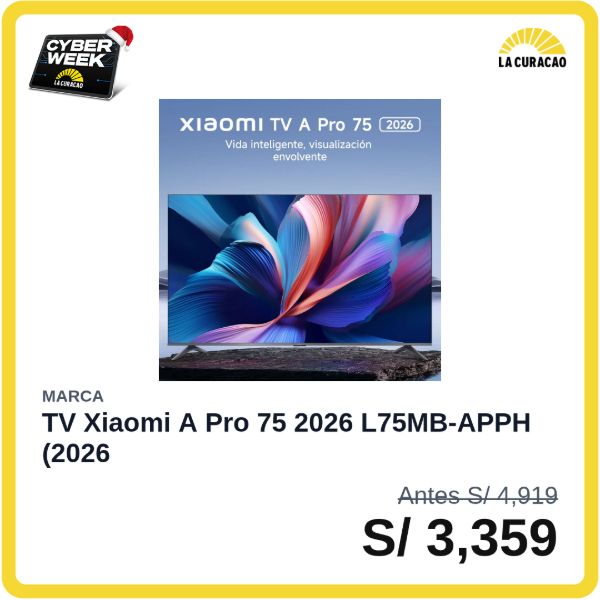 CYBER
WEEK
LA CURACAO
LA CURACAO
xiaomi TV A Pro 75 2026
Vida inteligente, visualización
envolvente
MARCA
TV Xiaomi A Pro 75 2026 L75MB-APPH
(2026
Antes S/ 4,919
S/ 3,359